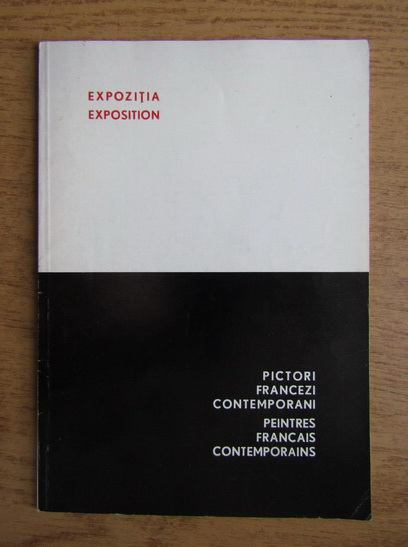 EXPOZIȚIA
EXPOSITION
PICTORI
FRANCEZI
CONTEMPORANI
PEINTRES
FRANCAIS
CONTEMPORAINS